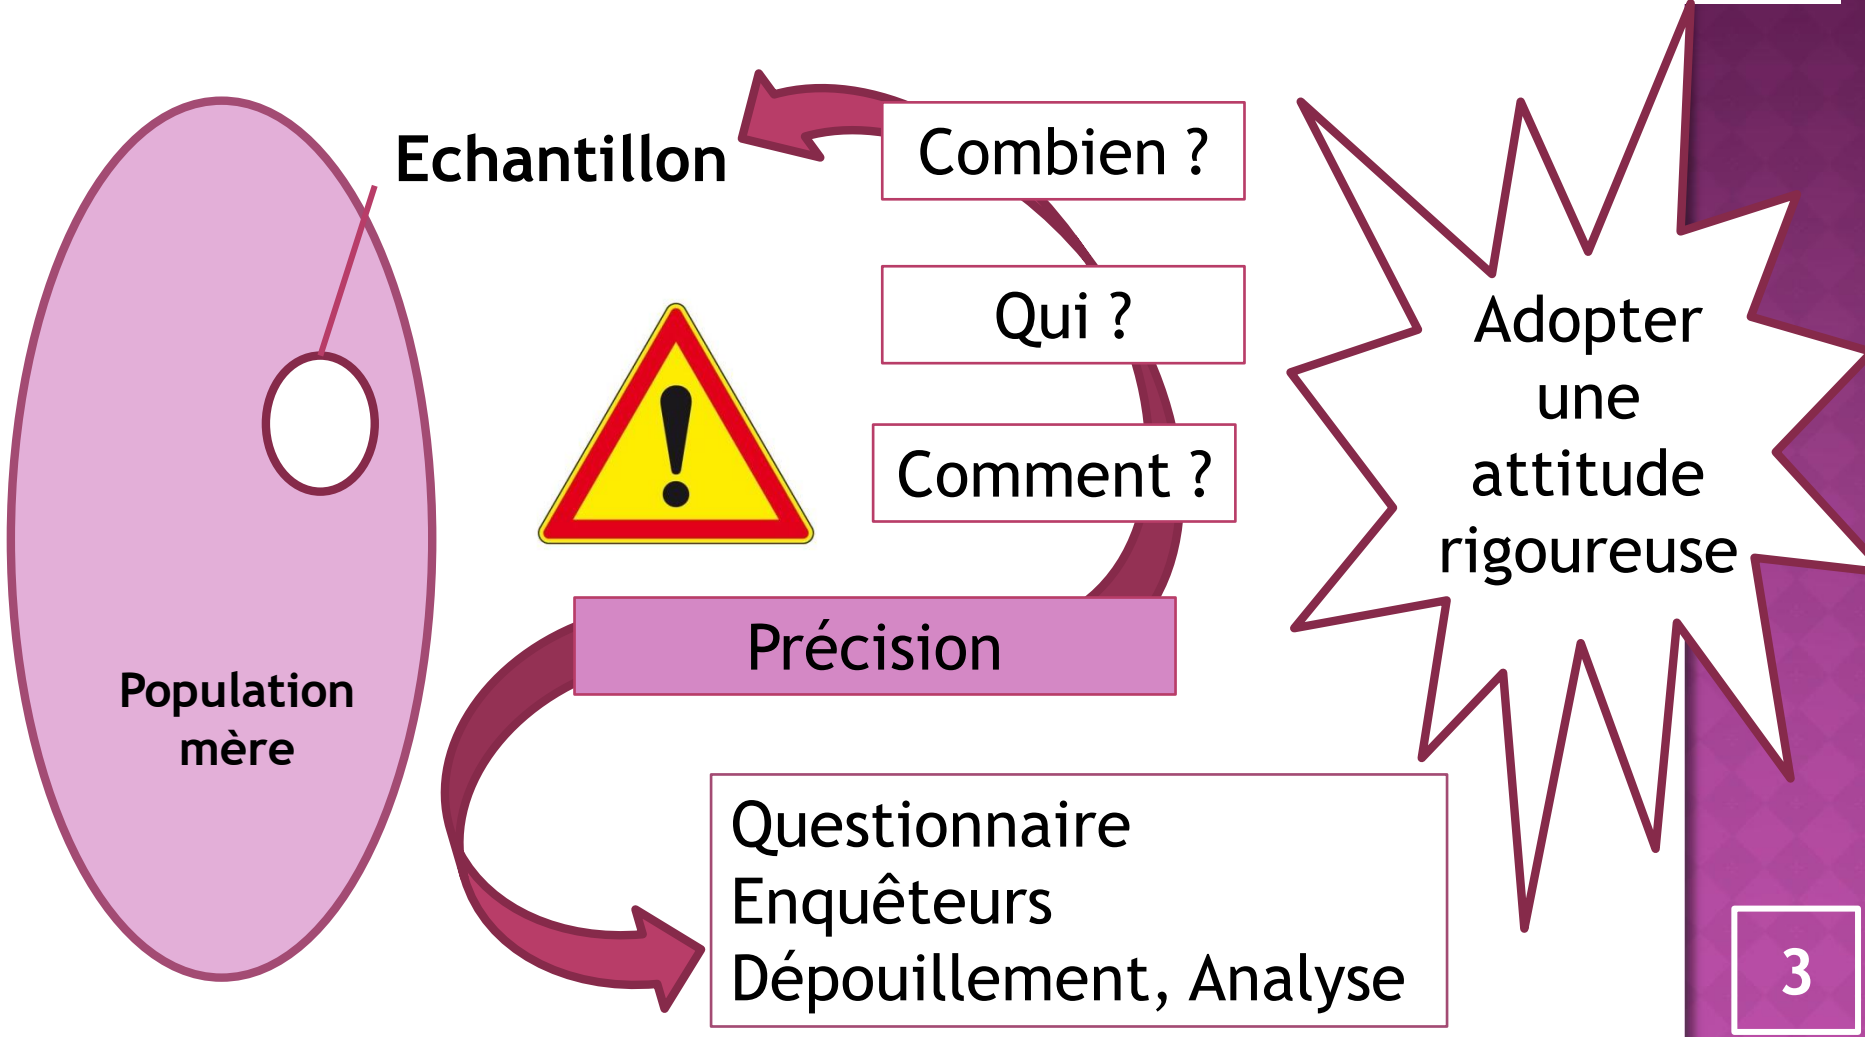 Echantillon
Combien ?
Qui ?
Comment ?
Précision
Population
mère
Questionnaire
Enquêteurs
Dépouillement, Analyse
Adopter
une
attitude
rigoureuse
3